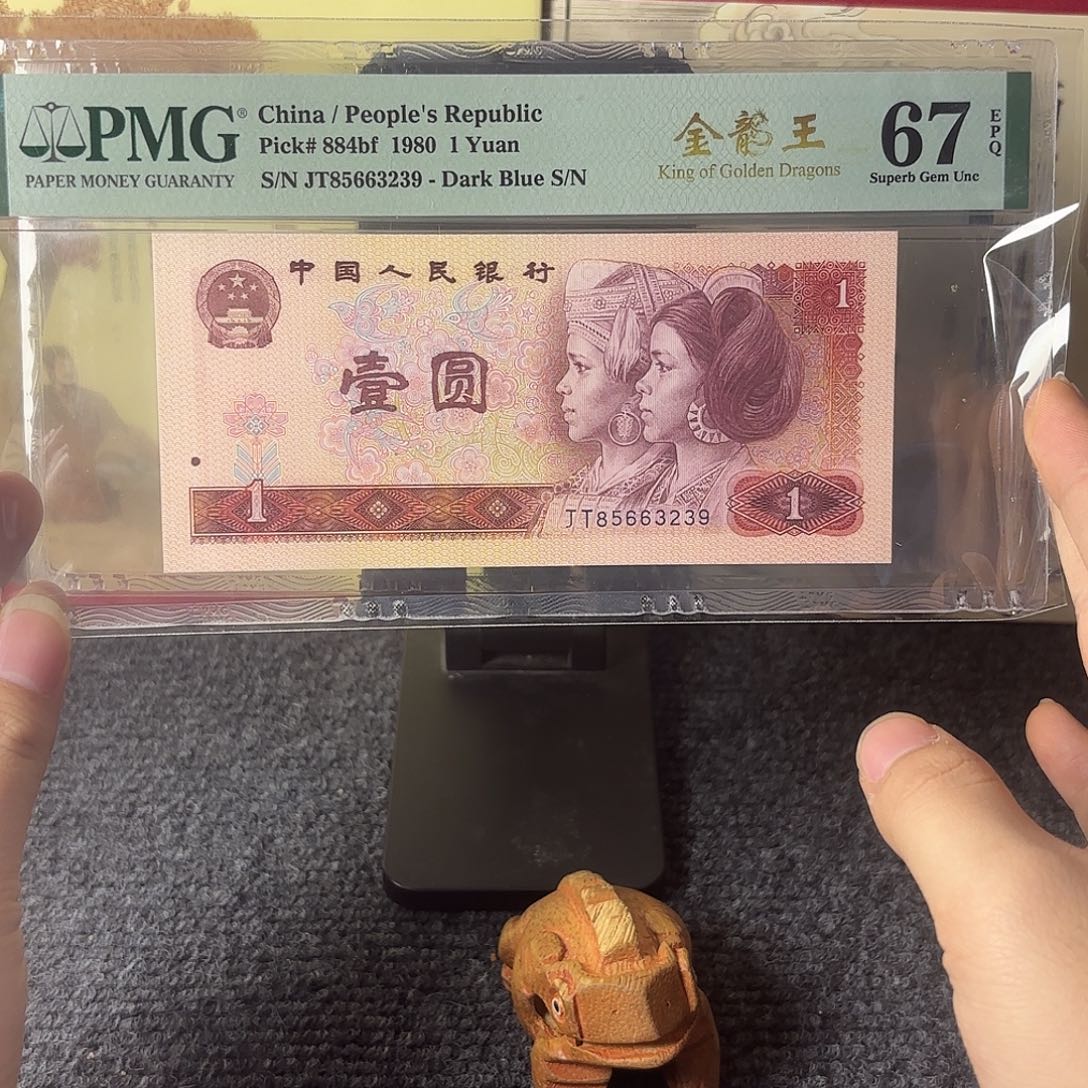 PMG®
PAPER MONEY GUARANTY
China / People's Republic
Pick# 884bf 1980 1 Yuan
S/N JT85663239 - Dark Blue S/N
金龍王
King of Golden Dragons
67
EPQ
Superb Gem Unc
中国人民银行
1
壹圆
1
JT85663239
1